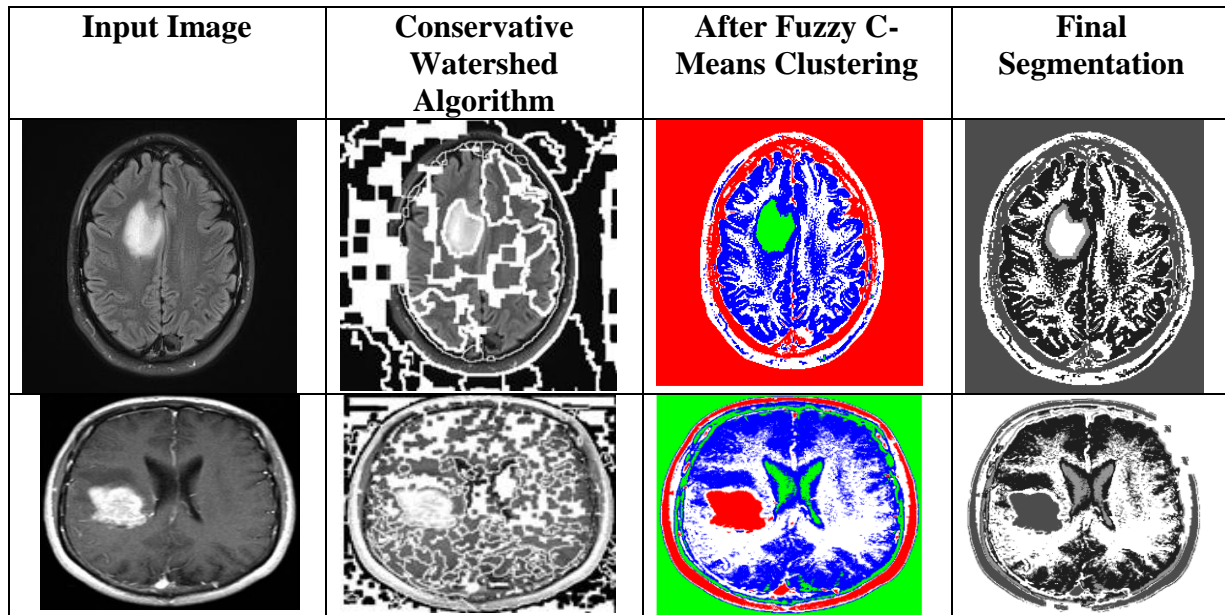 Input Image
Conservative
Watershed
Algorithm
After Fuzzy C-
Means Clustering
Final
Segmentation